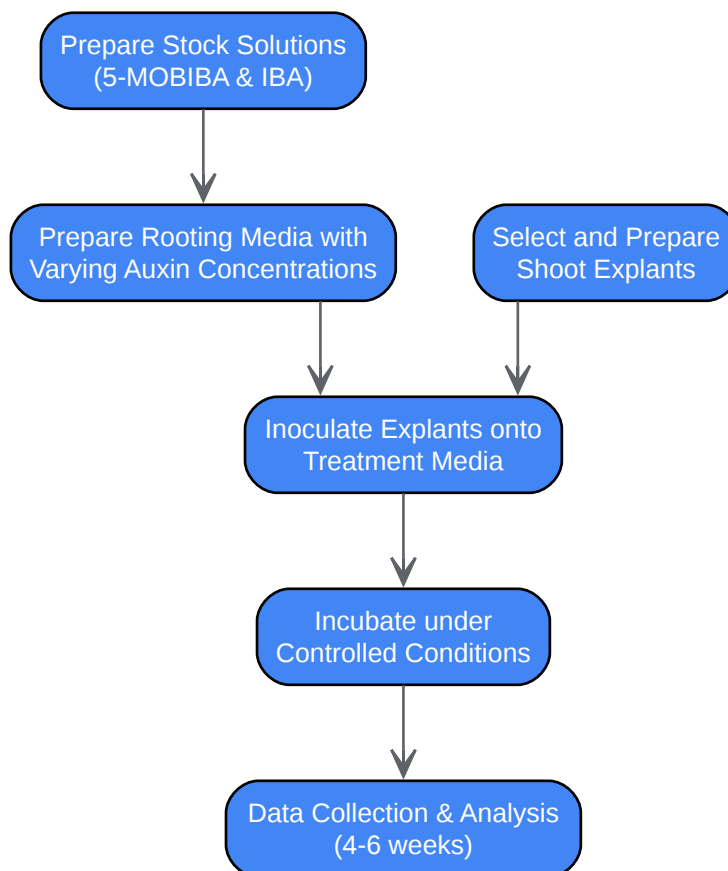 Prepare Stock Solutions
(5-MOBIBA & IBA)
Prepare Rooting Media with
Varying Auxin Concentrations
Select and Prepare
Shoot Explants
Inoculate Explants onto
Treatment Media
Incubate under
Controlled Conditions
Data Collection & Analysis
(4-6 weeks)